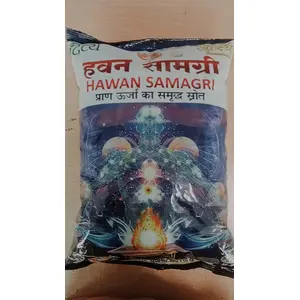 दिव्य
हवन सामग्री
HAWAN SAMAGRI
प्राण ऊर्जा का समृद्ध स्रोत